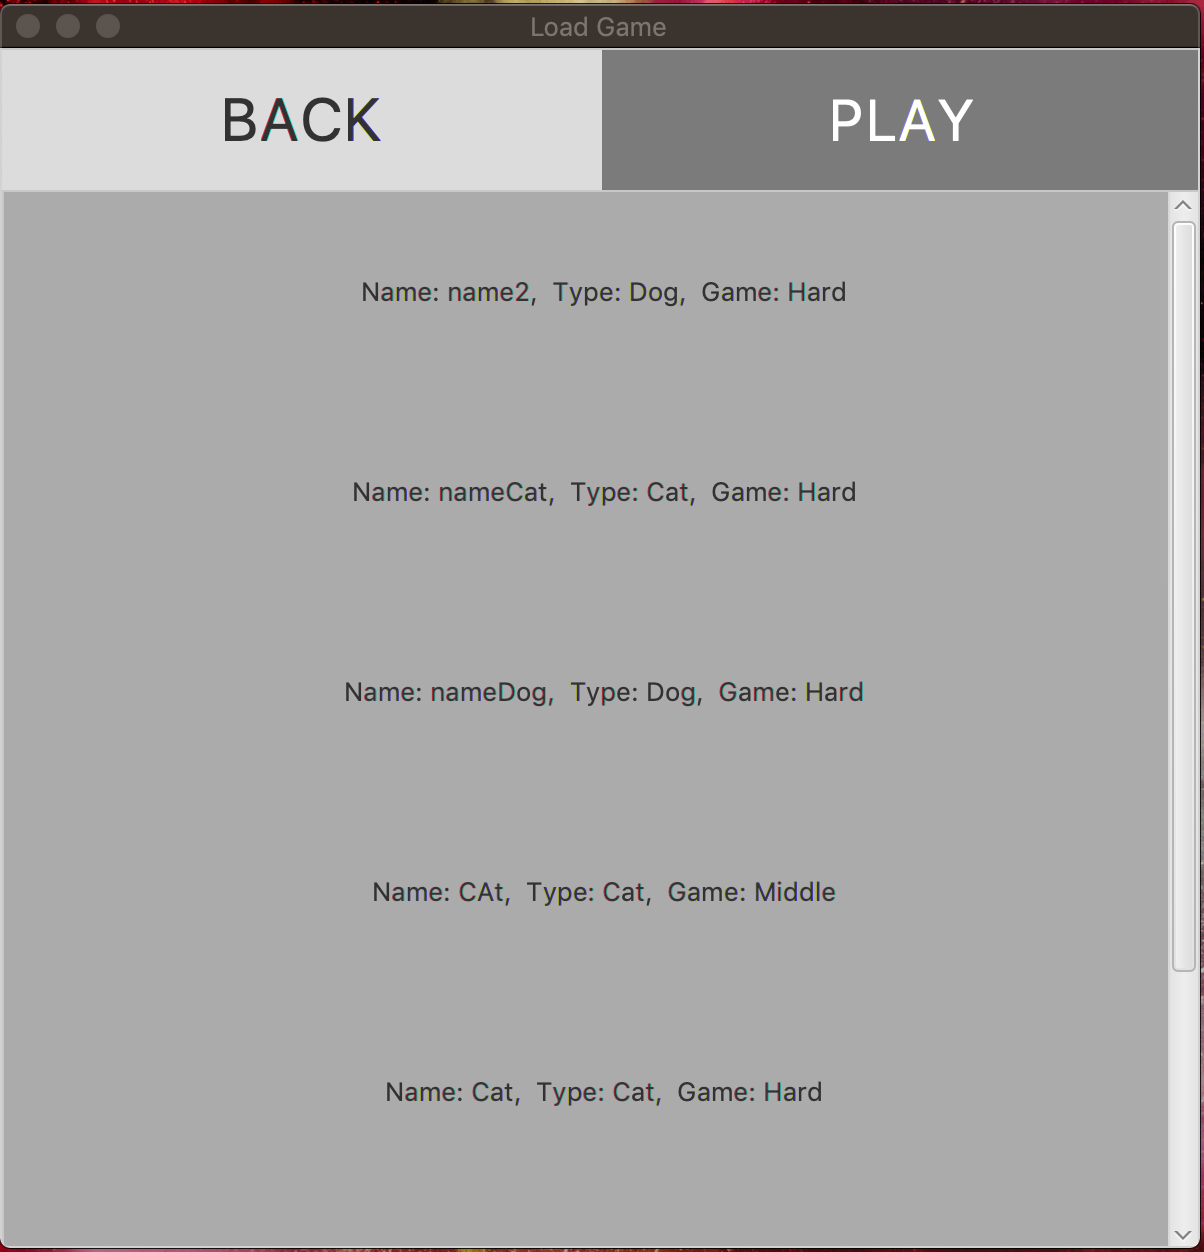 Load Game
BACK PLAY
Name: name2,  Type: Dog,  Game: Hard
Name: nameCat,  Type: Cat,  Game: Hard
Name: nameDog,  Type: Dog,  Game: Hard
Name: CAt,  Type: Cat,  Game: Middle
Name: Cat,  Type: Cat,  Game: Hard